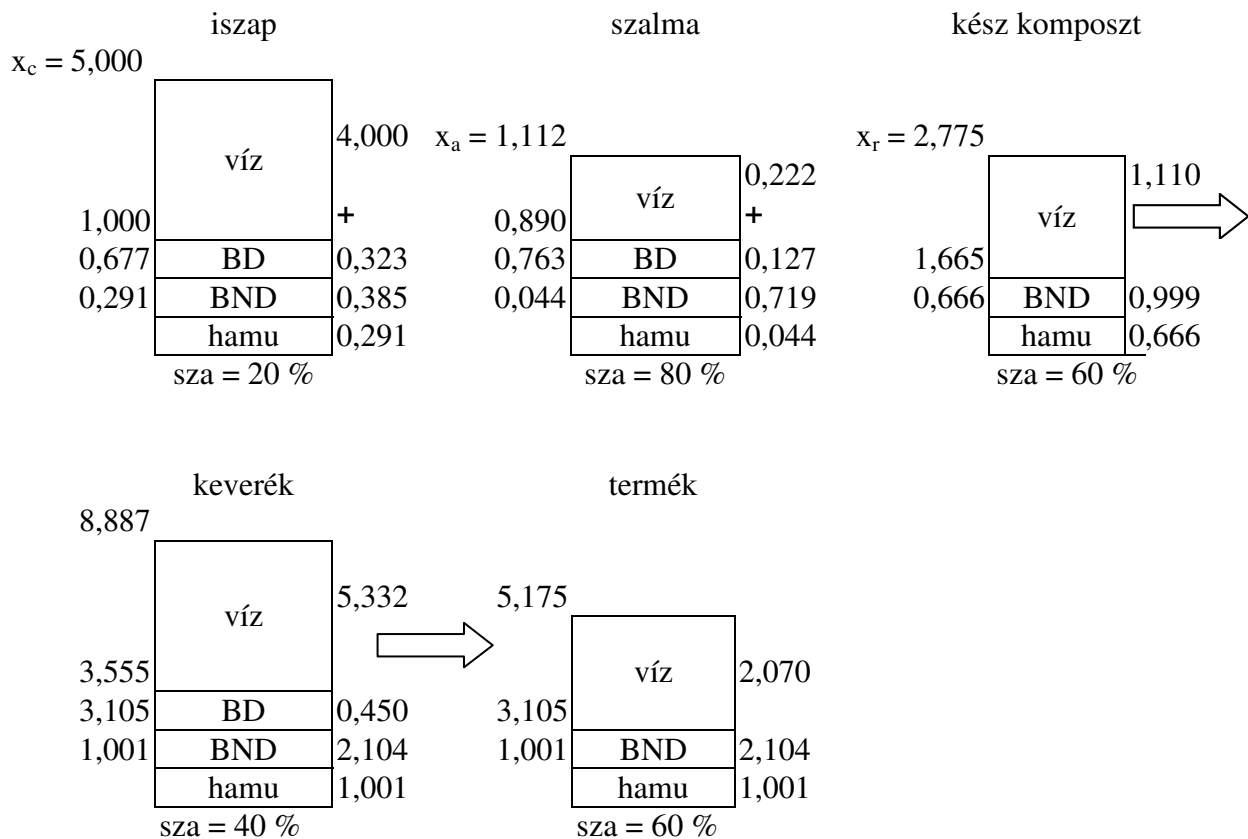 iszap
szalma
kész komposzt
x_c = 5,000
víz
4,000
+
1,000
0,677 BD 0,323
0,291 BND 0,385
hamu 0,291
sza = 20 %
x_a = 1,112
víz
0,222
+
0,890
0,763 BD 0,127
0,044 BND 0,719
hamu 0,044
sza = 80 %
x_r = 2,775
víz
1,110
1,665
0,666 BND 0,999
hamu 0,666
sza = 60 %
keverék
termék
8,887
víz
5,332
3,555
3,105 BD 0,450
1,001 BND 2,104
hamu 1,001
sza = 40 %
5,175
víz
2,070
3,105
1,001 BND 2,104
hamu 1,001
sza = 60 %